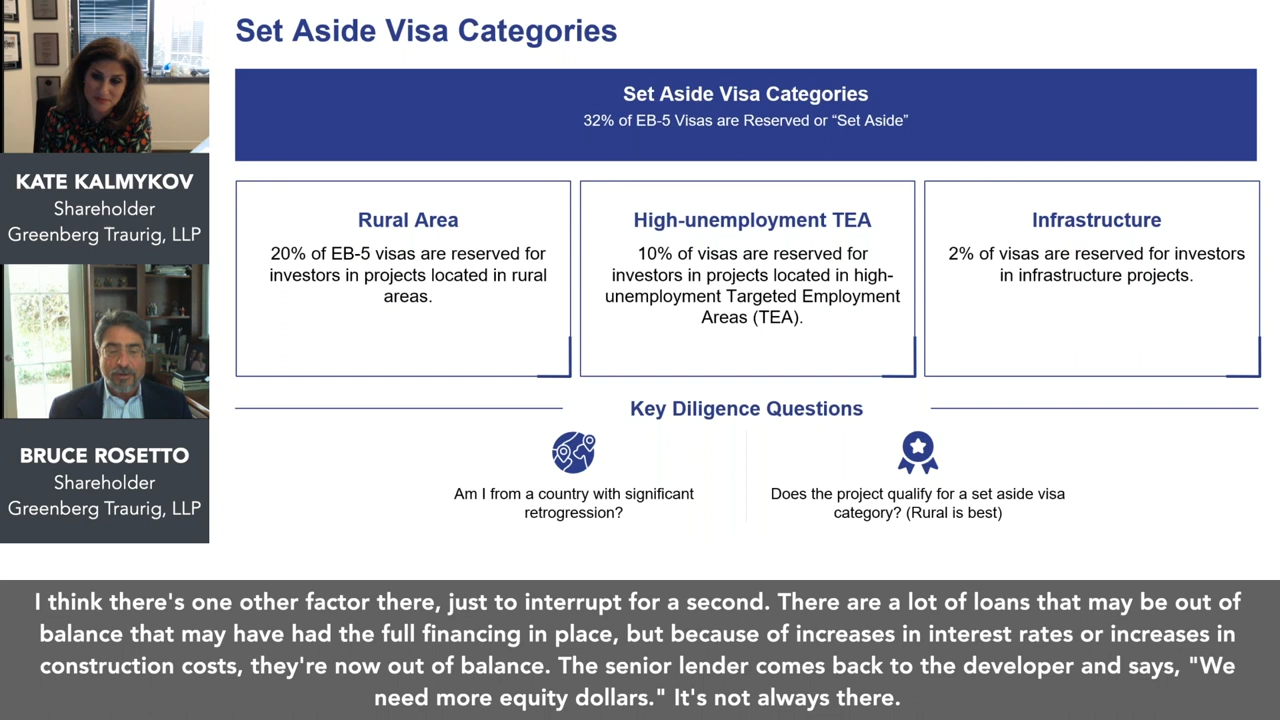 Set Aside Visa Categories
Set Aside Visa Categories
32% of EB-5 Visas are Reserved or “Set Aside”
KATE KALMYKOV
Shareholder
Greenberg Traurig, LLP
BRUCE ROSETTO
Shareholder
Greenberg Traurig, LLP
Rural Area
20% of EB-5 visas are reserved for
investors in projects located in rural
areas.
High-unemployment TEA
10% of visas are reserved for
investors in projects located in high-
unemployment Targeted Employment
Areas (TEA).
Infrastructure
2% of visas are reserved for investors
in infrastructure projects.
Key Diligence Questions
Am I from a country with significant
retrogression?
Does the project qualify for a set aside visa
category? (Rural is best)
I think there's one other factor there, just to interrupt for a second. There are a lot of loans that may be out of
balance that may have had the full financing in place, but because of increases in interest rates or increases in
construction costs, they're now out of balance. The senior lender comes back to the developer and says, "We
need more equity dollars." It's not always there.